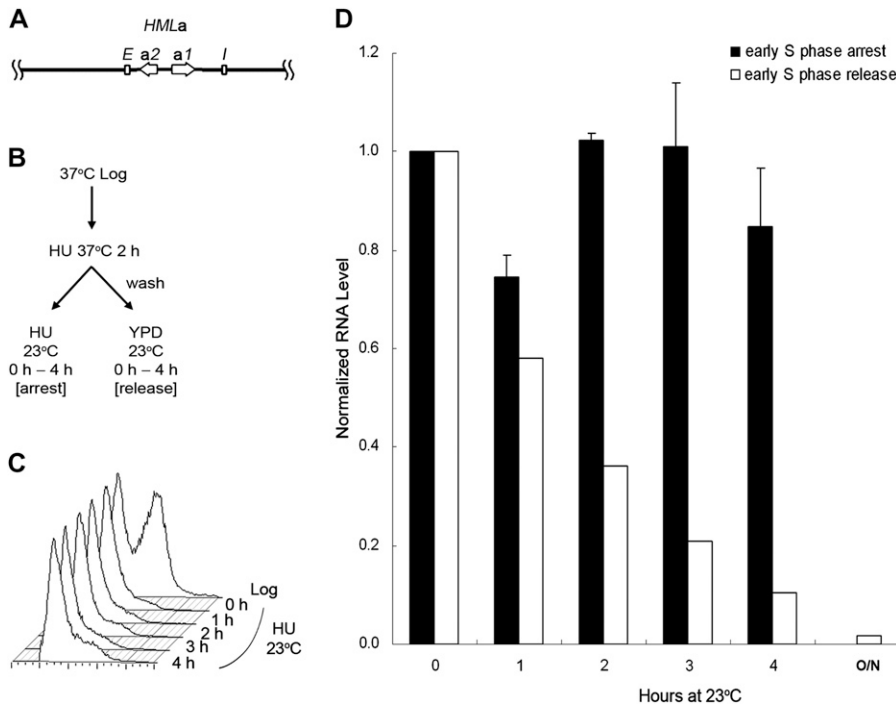 A
HMLa
E a2 a1 I
B
37°C Log
HU 37°C 2 h
wash
HU
23°C
0 h – 4 h
[arrest]
YPD
23°C
0 h – 4 h
[release]
C
Log
0 h
1 h
2 h
3 h
4 h
HU
23°C
D
early S phase arrest
early S phase release
Normalized RNA Level
1.2
1.0
0.8
0.6
0.4
0.2
0.0
0 1 2 3 4 O/N
Hours at 23°C